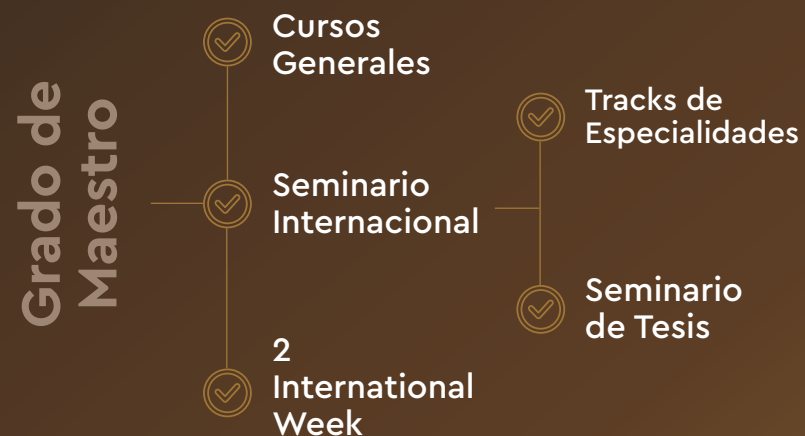 Grado de
Maestro
Cursos
Generales
Seminario
Internacional
2
International
Week
Tracks de
Especialidades
Seminario
de Tesis